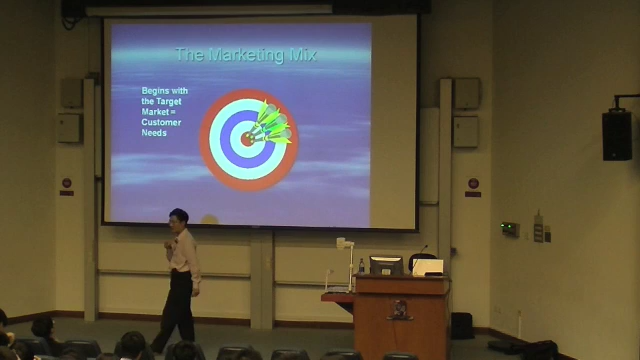 The Marketing Mix
Begins with
the Target
Market =
Customer
Needs